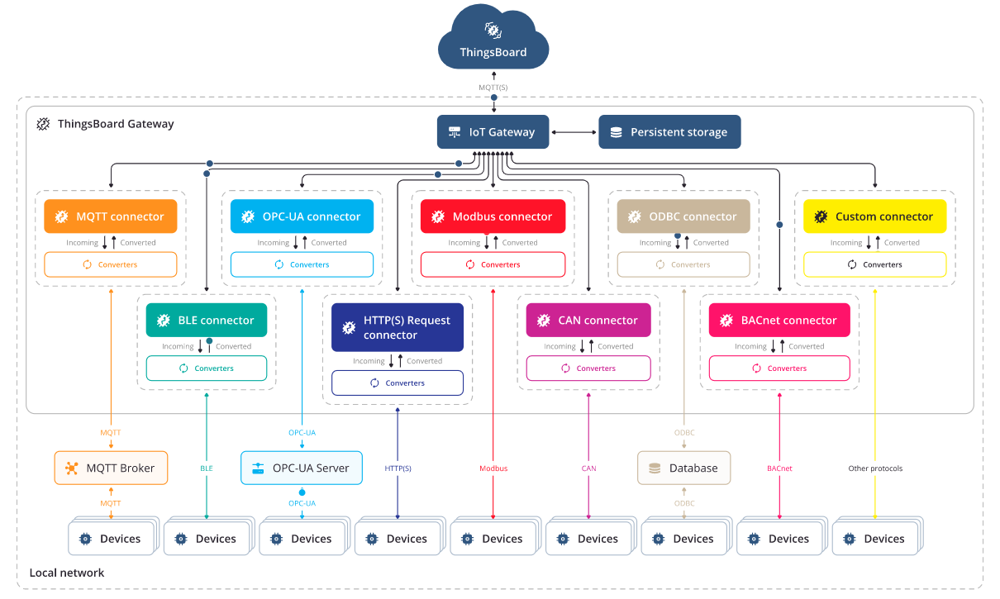 ThingsBoard
MQTT(S)
ThingsBoard Gateway
IoT Gateway
Persistent storage
MQTT connector
Incoming
Converted
Converters
OPC-UA connector
Incoming
Converted
Converters
Modbus connector
Incoming
Converted
Converters
ODBC connector
Incoming
Converted
Converters
Custom connector
Incoming
Converted
Converters
BLE connector
Incoming
Converted
Converters
HTTP(S) Request
connector
Incoming
Converted
Converters
CAN connector
Incoming
Converted
Converters
BACnet connector
Incoming
Converted
Converters
MQTT
OPC-UA
ODBC
MQTT Broker
BLE
OPC-UA Server
HTTP(S)
Modbus
CAN
Database
BACnet
Other protocols
MQTT
OPC-UA
ODBC
Devices
Devices
Devices
Devices
Devices
Devices
Devices
Devices
Devices
Local network